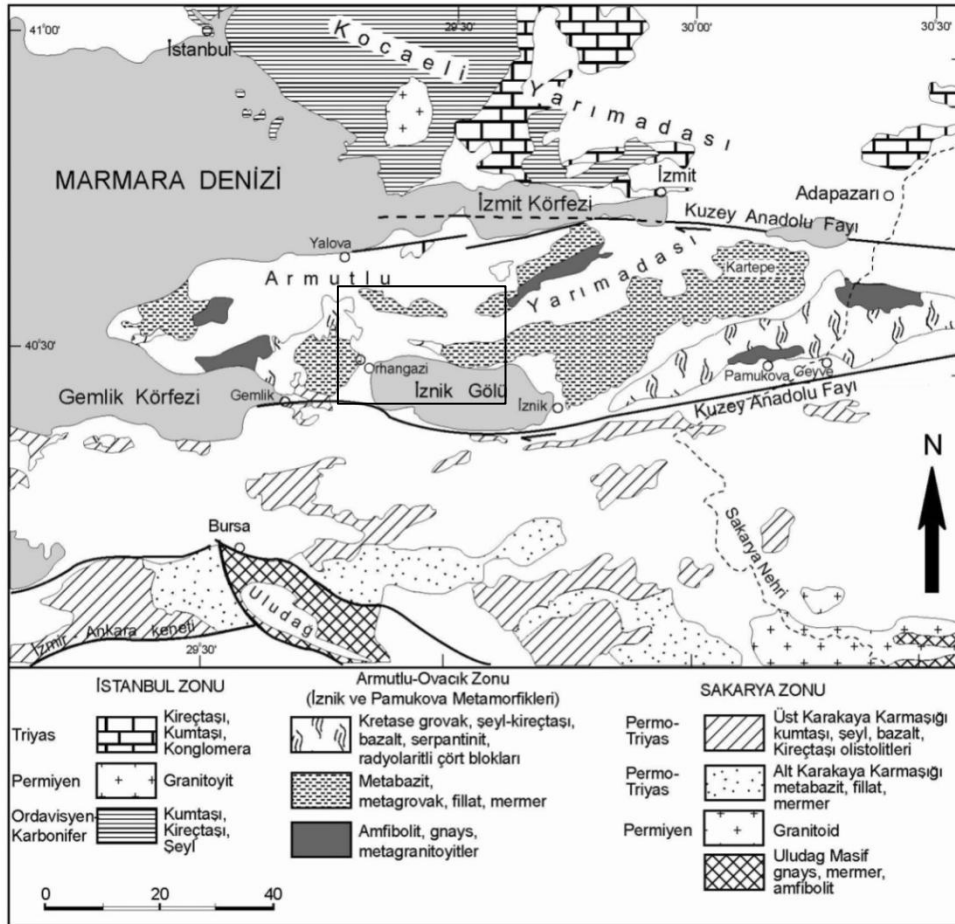 41°00'
29°30'
30°00'
30°30'
İstanbul
Kocaeli
Yarımadası
MARMARA DENİZİ
İzmit
Adapazarı
İzmit Körfezi
Kuzey Anadolu Fayı
Yalova
Armutlu
Yarımadası
Kartepe
40°30'
Orhangazi
Pamukova
Geyve
Gemlik Körfezi
Gemlik
İznik Gölü
İznik
Kuzey Anadolu Fayı
N
Bursa
Sakarya Nehri
Uludağ
İzmir - Ankara keneti
29°30'
30°00'
İSTANBUL ZONU
Triyas
Kireçtaşı,
Kumtaşı,
Konglomera
Permiyen
Granitoyit
Ordavisyen-
Karbonifer
Kumtaşı,
Kireçtaşı,
Şeyl
Armutlu-Ovacık Zonu
(İznik ve Pamukova Metamorfikleri)
Kretase grovak, şeyl-kireçtaşı,
bazalt, serpantinit,
radyolaritli çört blokları
Metabazit,
metagrovak, fillat, mermer
Amfibolit, gnays,
metagranitoyitler
SAKARYA ZONU
Permo-
Triyas
Üst Karakaya Karmaşığı
kumtaşı, şeyl, bazalt,
Kireçtaşı olistolitleri
Permo-
Triyas
Alt Karakaya Karmaşığı
metabazit, fillat,
mermer
Permiyen
Granitoid
Uludag Masif
gnays, mermer,
amfibolit
0 20 40